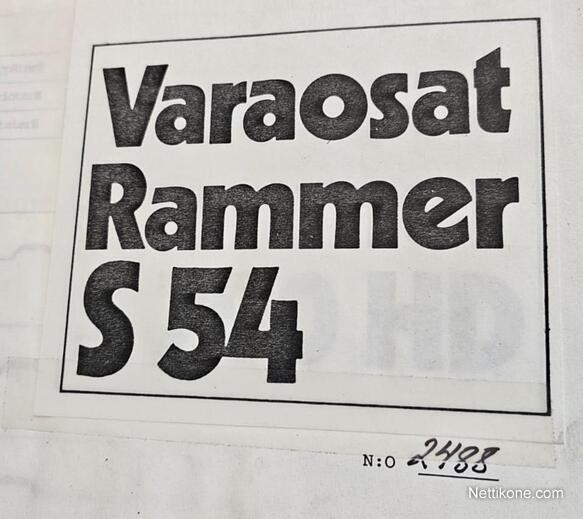 Varaosat
Rammer
S 54
N:O 2488
Nettikone.com